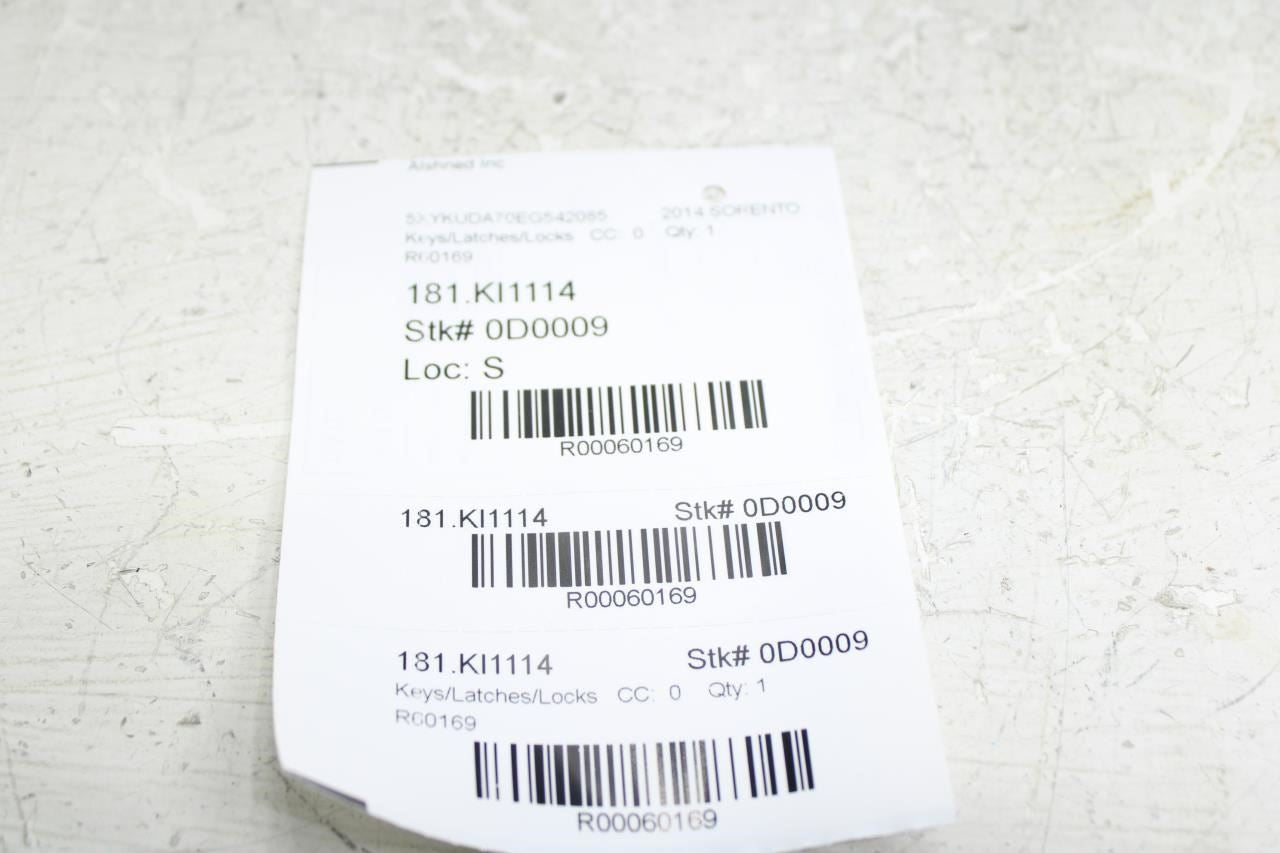 Alshned Inc
5XYKUDA70EG542085 2014 SORENTO
Keys/Latches/Locks CC: 0 Qty: 1
R60169
181.KI1114
Stk# 0D0009
Loc: S
R00060169
181.KI1114 Stk# 0D0009
R00060169
181.KI1114 Stk# 0D0009
Keys/Latches/Locks CC: 0 Qty: 1
R60169
R00060169